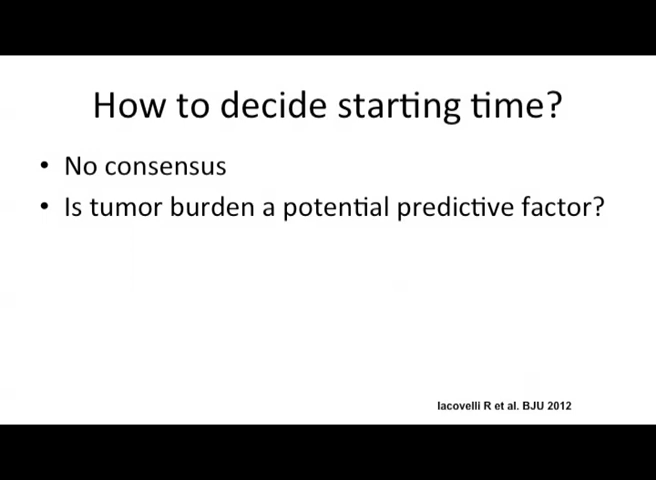 How to decide starting time?
• No consensus
• Is tumor burden a potential predictive factor?
Iacovelli R et al. BJU 2012